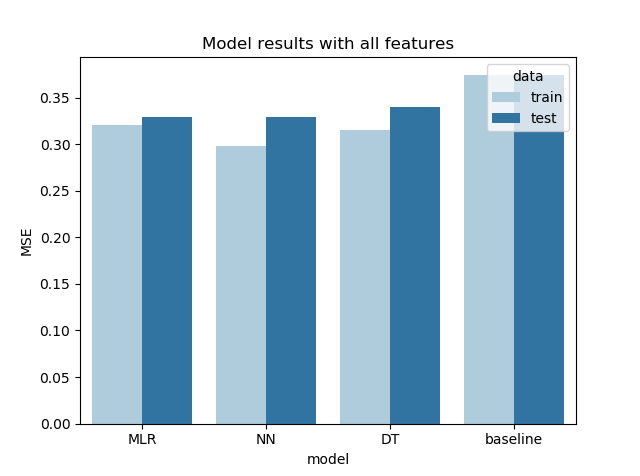 Model results with all features
data
train
test
MSE
0.35
0.30
0.25
0.20
0.15
0.10
0.05
0.00
MLR NN DT baseline
model